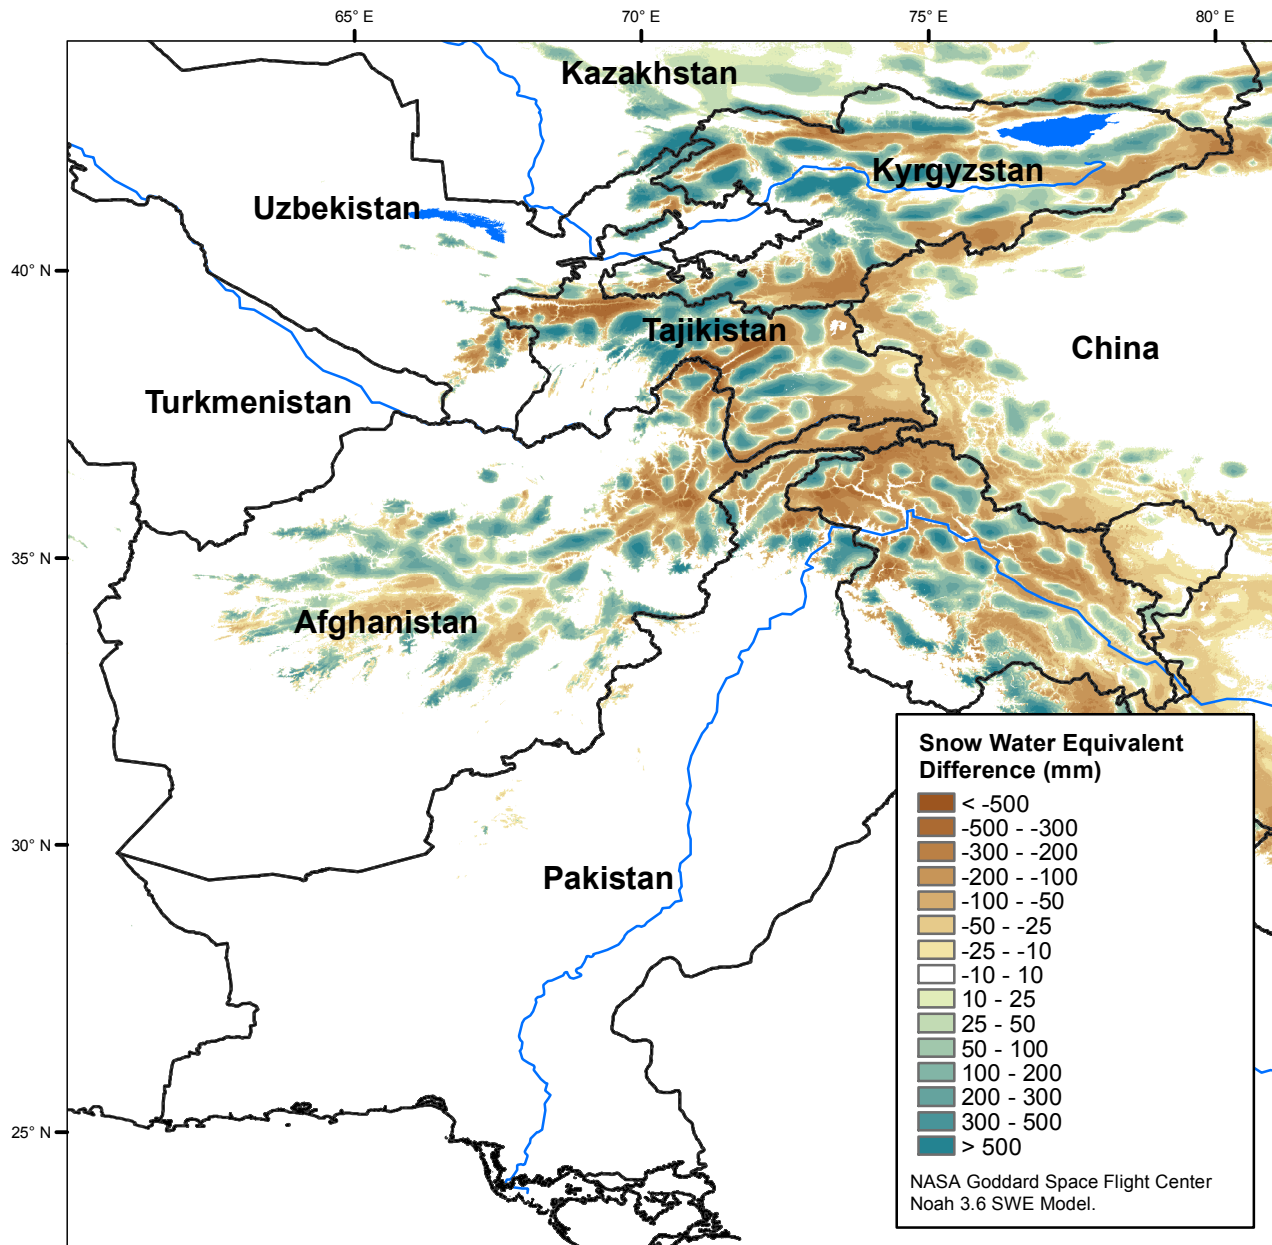 65° E
70° E
75° E
80° E
Kazakhstan
Kyrgyzstan
Uzbekistan
40° N
Tajikistan
China
Turkmenistan
35° N
Afghanistan
30° N
Pakistan
25° N
Snow Water Equivalent
Difference (mm)
< -500
-500 - -300
-300 - -200
-200 - -100
-100 - -50
-50 - -25
-25 - -10
-10 - 10
10 - 25
25 - 50
50 - 100
100 - 200
200 - 300
300 - 500
> 500
NASA Goddard Space Flight Center
Noah 3.6 SWE Model.